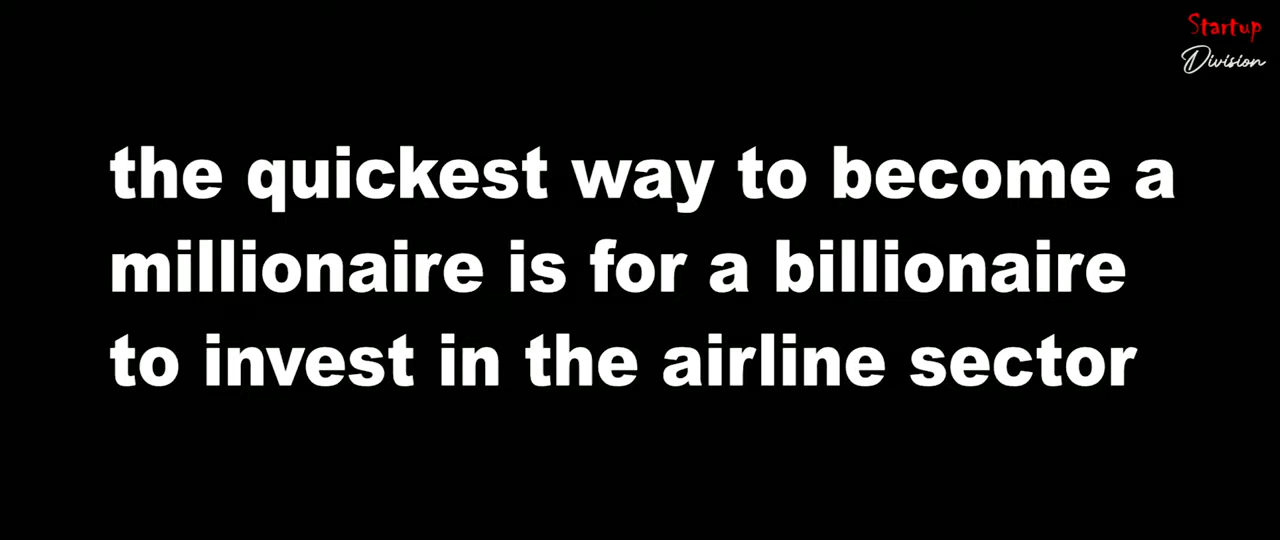 Startup
Division
the quickest way to become a
millionaire is for a billionaire
to invest in the airline sector